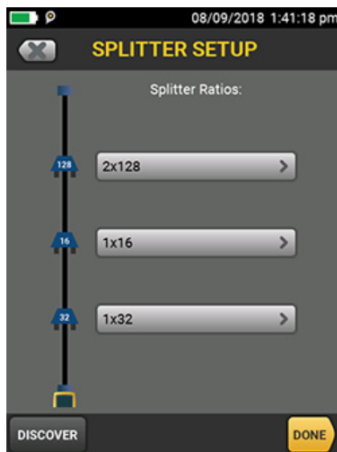 08/09/2018 1:41:18 pm
SPLITTER SETUP
Splitter Ratios:
128
2x128
16
1x16
32
1x32
DISCOVER
DONE